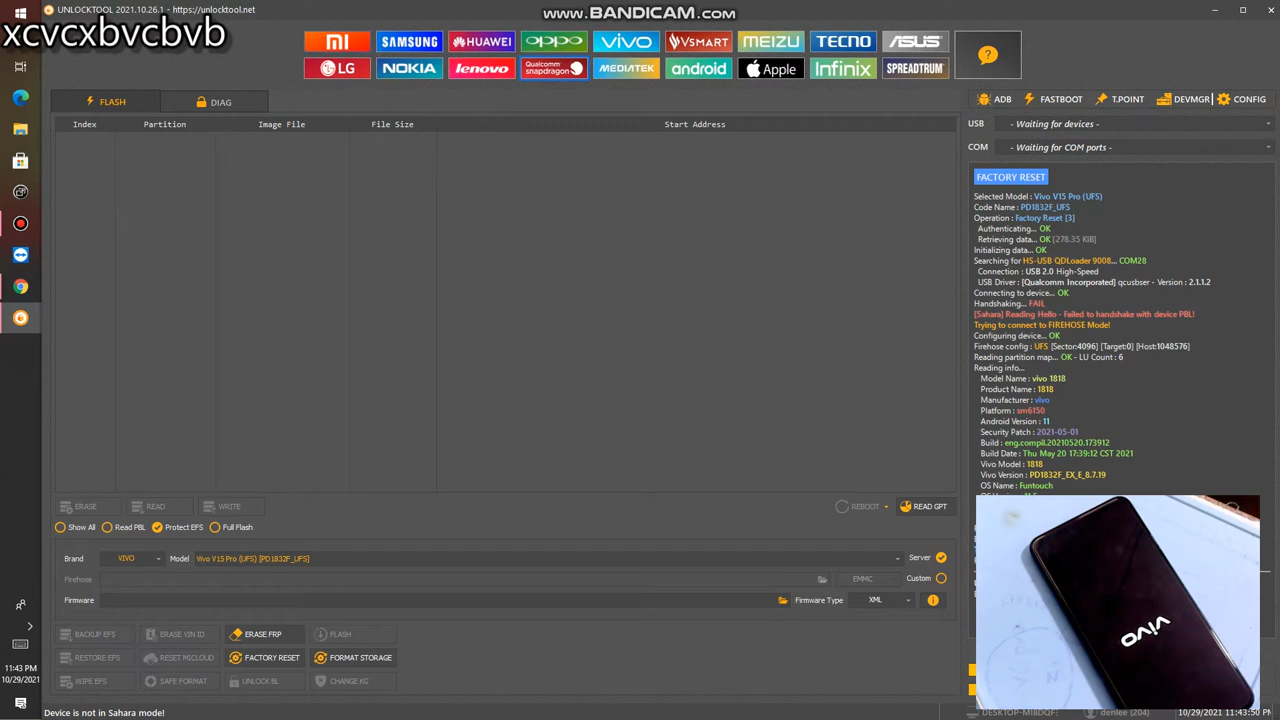 UNLOCKTOOL 2021.10.26.1 - https://unlocktool.net
www.BANDICAM.com
xcvcxbvcbvb
mi SAMSUNG HUAWEI OPPO vivo VSMART MEIZU TECNO ASUS
LG NOKIA lenovo Qualcomm snapdragon MEDIATEK android Apple Infinix SPREADTRUM
FLASH DIAG
ADB FASTBOOT T.POINT DEVMGR CONFIG
Index Partition Image File File Size Start Address
USB - Waiting for devices -
COM - Waiting for COM ports -
FACTORY RESET
Selected Model : Vivo V15 Pro (UFS)
Code Name : PD1832F_UFS
Operation : Factory Reset [3]
Authenticating... OK
Retrieving data... OK [278.35 KiB]
Initializing data... OK
Searching for HS-USB QDLoader 9008... COM28
Connection : USB 2.0 High-Speed
USB Driver : [Qualcomm Incorporated] qcusbser - Version : 2.1.1.2
Connecting to device... OK
Handshaking... FAIL
[Sahara] Reading Hello - Failed to handshake with device PBL!
Trying to connect to FIREHOSE Mode!
Configuring device... OK
Firehose config : UFS [Sector:4096] [Target:0] [Host:1048576]
Reading partition map... OK - LU Count : 6
Reading info...
Model Name : vivo 1818
Product Name : 1818
Manufacturer : vivo
Platform : sm6150
Android Version : 11
Security Patch : 2021-05-01
Build : eng.compil.20210520.173912
Build Date : Thu May 20 17:39:12 CST 2021
Vivo Model : 1818
Vivo Version : PD1832F_EX_E_8.7.19
OS Name : Funtouch
ERASE READ WRITE REBOOT READ GPT
Show All Read PBL Protect EFS Full Flash
Brand VIVO Model Vivo V15 Pro (UFS) [PD1832F_UFS] Server
Firehose EMMC Custom
Firmware Firmware Type XML
BACKUP EFS ERASE VIN ID ERASE FRP FLASH
RESTORE EFS RESET MICLOUD FACTORY RESET FORMAT STORAGE
WIPE EFS SAFE FORMAT UNLOCK BL CHANGE KG
vivo
11:43 PM
10/29/2021
Device is not in Sahara mode!
denlee (204) 10/29/2021 11:43:50 PM